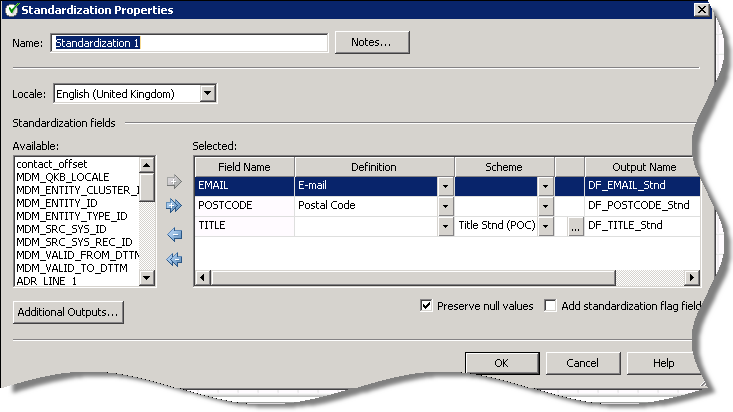 Standardization Properties
Name: Standardization 1 Notes...
Locale: English (United Kingdom)
Standardization fields
Available:
contact_offset
MDM_QKB_LOCALE
MDM_ENTITY_CLUSTER_I
MDM_ENTITY_ID
MDM_ENTITY_TYPE_ID
MDM_SRC_SYS_ID
MDM_SRC_SYS_REC_ID
MDM_VALID_FROM_DTTM
MDM_VALID_TO_DTTM
ADR_LINE_1
Selected:
Field Name Definition Scheme Output Name
EMAIL E-mail DF_EMAIL_Stnd
POSTCODE Postal Code DF_POSTCODE_Stnd
TITLE Title Stnd (POC) ... DF_TITLE_Stnd
Additional Outputs...
Preserve null values Add standardization flag field
OK Cancel Help